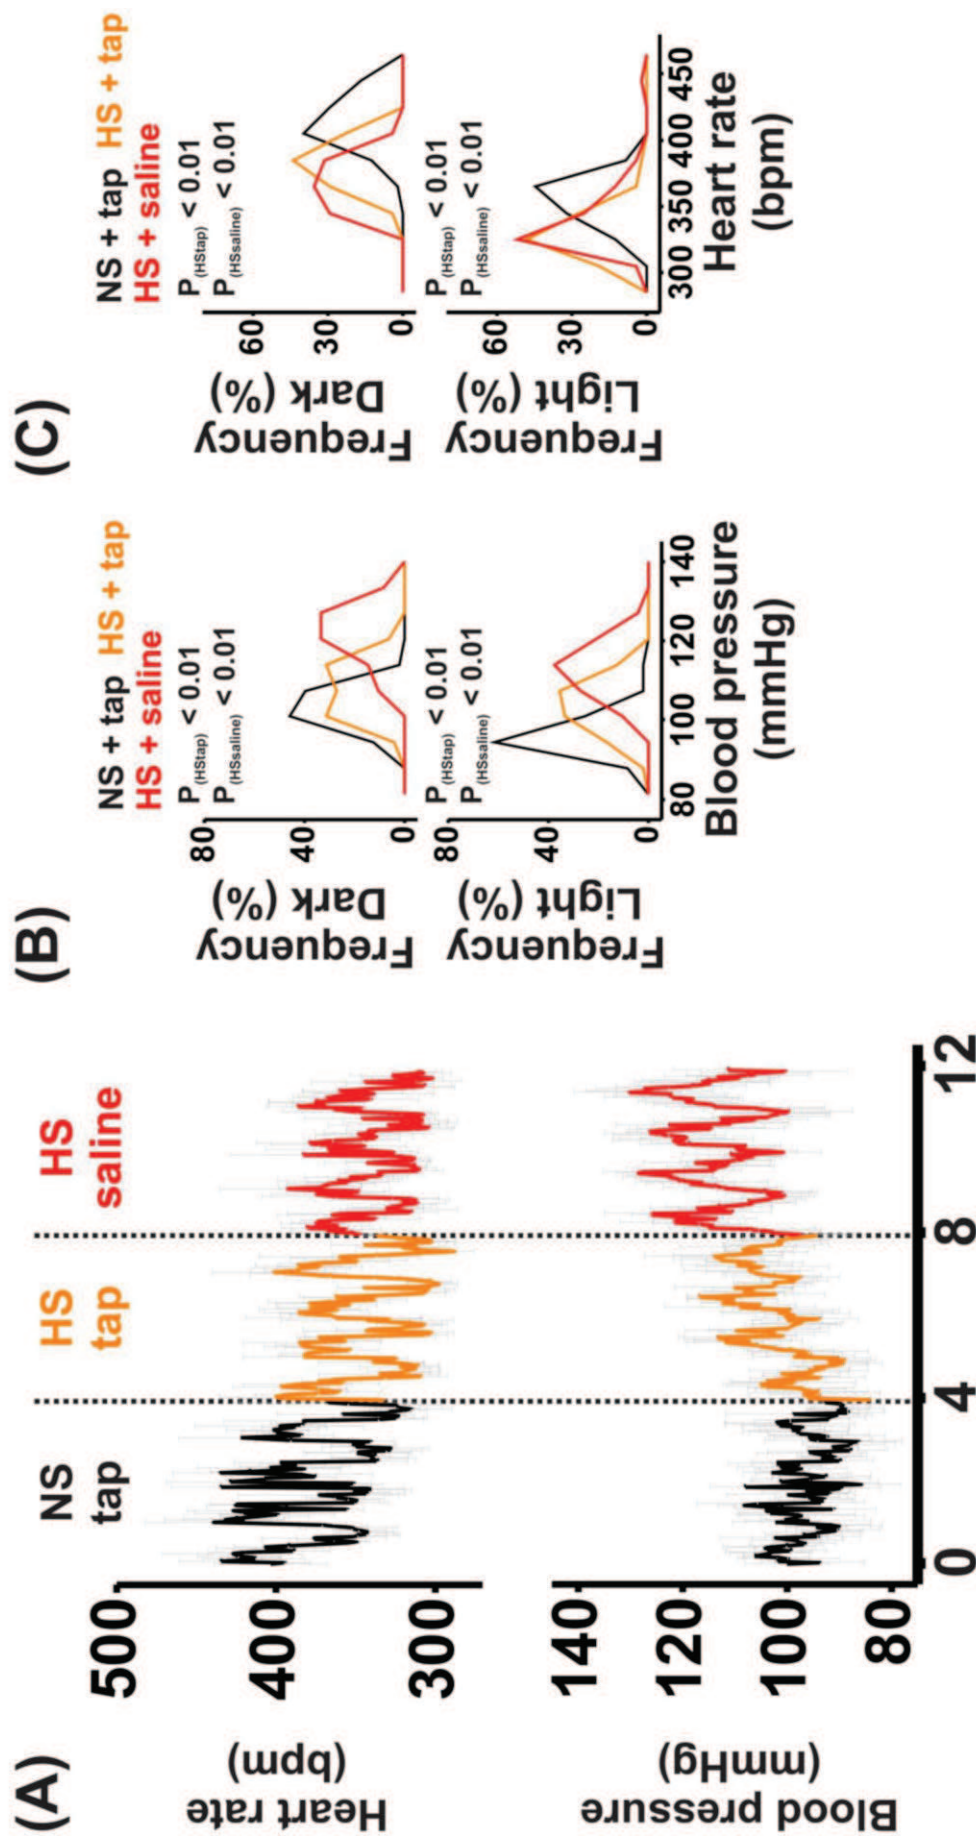 (A)
NS
tap
HS
tap
HS
saline
Heart rate
(bpm)
500
400
300
Blood pressure
(mmHg)
140
120
100
80
0 4 8 12
(B)
NS + tap HS + tap
HS + saline
P(HStap) < 0.01
P(HSsaline) < 0.01
Frequency
Dark (%)
80
40
0
P(HStap) < 0.01
P(HSsaline) < 0.01
Frequency
Light (%)
80
40
0
80 100 120 140
Blood pressure
(mmHg)
(C)
NS + tap HS + tap
HS + saline
P(HStap) < 0.01
P(HSsaline) < 0.01
Frequency
Dark (%)
60
30
0
P(HStap) < 0.01
P(HSsaline) < 0.01
Frequency
Light (%)
60
30
0
300 350 400 450
Heart rate
(bpm)